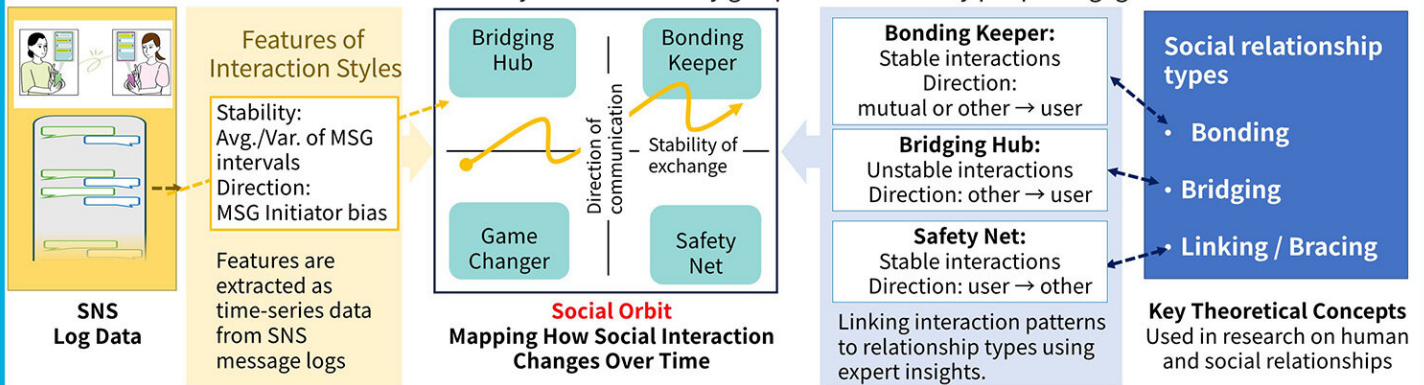 Features of
Interaction Styles
Stability:
Avg./Var. of MSG
intervals
Direction:
MSG Initiator bias
Features are
extracted as
time-series data
from SNS
message logs
SNS
Log Data
Bridging
Hub
Bonding
Keeper
Direction of
communication
Stability of
exchange
Game
Changer
Safety
Net
Social Orbit
Mapping How Social Interaction
Changes Over Time
Bonding Keeper:
Stable interactions
Direction:
mutual or other → user
Bridging Hub:
Unstable interactions
Direction: other → user
Safety Net:
Stable interactions
Direction: user → other
Linking interaction patterns
to relationship types using
expert insights.
Social relationship
types
• Bonding
• Bridging
• Linking / Bracing
Key Theoretical Concepts
Used in research on human
and social relationships